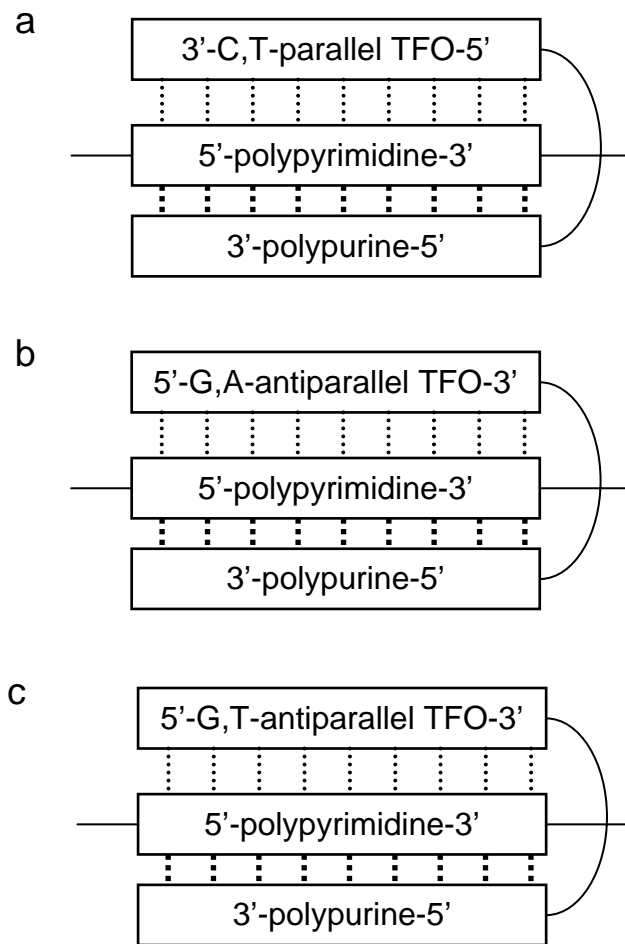 a
3’-C,T-parallel TFO-5’
5’-polypyrimidine-3’
3’-polypurine-5’
b
5’-G,A-antiparallel TFO-3’
5’-polypyrimidine-3’
3’-polypurine-5’
c
5’-G,T-antiparallel TFO-3’
5’-polypyrimidine-3’
3’-polypurine-5’